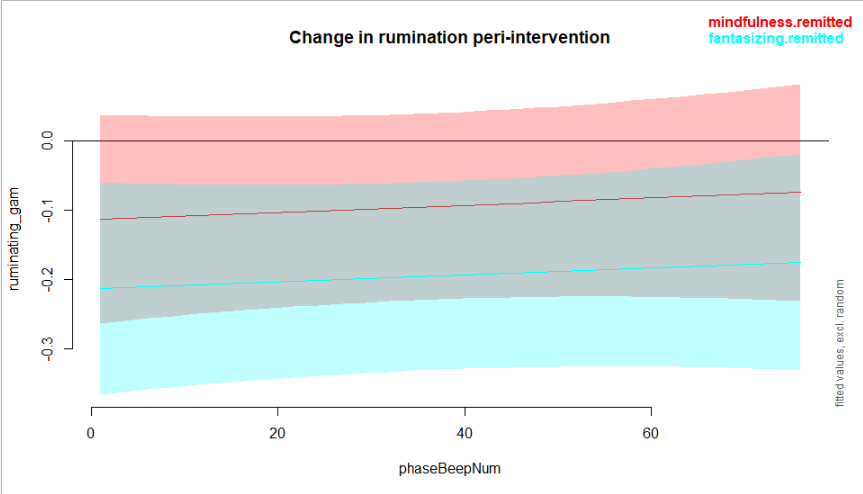 mindfulness.remitted
fantasizing.remitted
Change in rumination peri-intervention
0.0
-0.1
-0.2
-0.3
ruminating_gam
0 20 40 60
phaseBeepNum
fitted values, excl. random